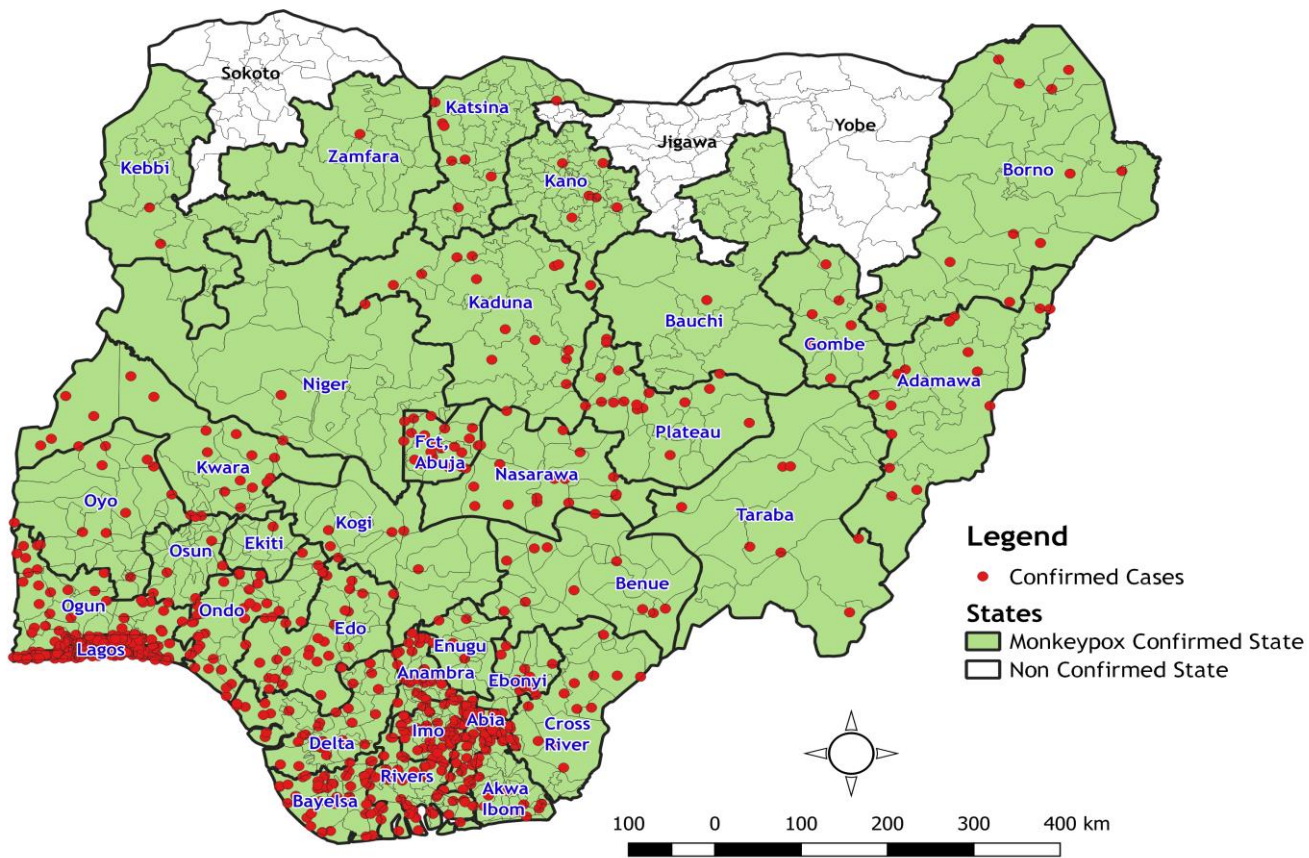 Sokoto
Katsina
Kebbi
Zamfara
Jigawa
Yobe
Kano
Borno
Kaduna
Bauchi
Gombe
Niger
Adamawa
Fct,
Abuja
Plateau
Nasarawa
Kwara
Oyo
Kogi
Taraba
Osun
Ekiti
Benue
Ogun
Ondo
Edo
Lagos
Enugu
Anambra
Ebonyi
Imo
Abia
Cross
River
Delta
Rivers
Bayelsa
Akwa
Ibom
Legend
Confirmed Cases
States
Monkeypox Confirmed State
Non Confirmed State
100 0 100 200 300 400 km